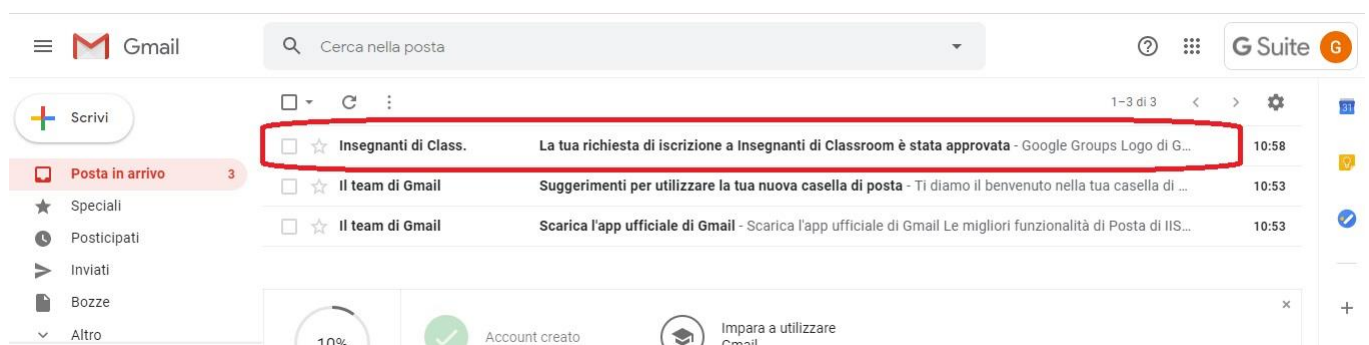 Gmail
Cerca nella posta
G Suite
G
Scrivi
1–3 di 3
31
Insegnanti di Class. La tua richiesta di iscrizione a Insegnanti di Classroom è stata approvata - Google Groups Logo di G... 10:58
Posta in arrivo 3
Il team di Gmail Suggerimenti per utilizzare la tua nuova casella di posta - Ti diamo il benvenuto nella tua casella di ... 10:53
Speciali
Il team di Gmail Scarica l'app ufficiale di Gmail - Scarica l'app ufficiale di Gmail Le migliori funzionalità di Posta di IIS... 10:53
Posticipati
Inviati
Bozze
Altro
10%
Account creato
Impara a utilizzare
Gmail